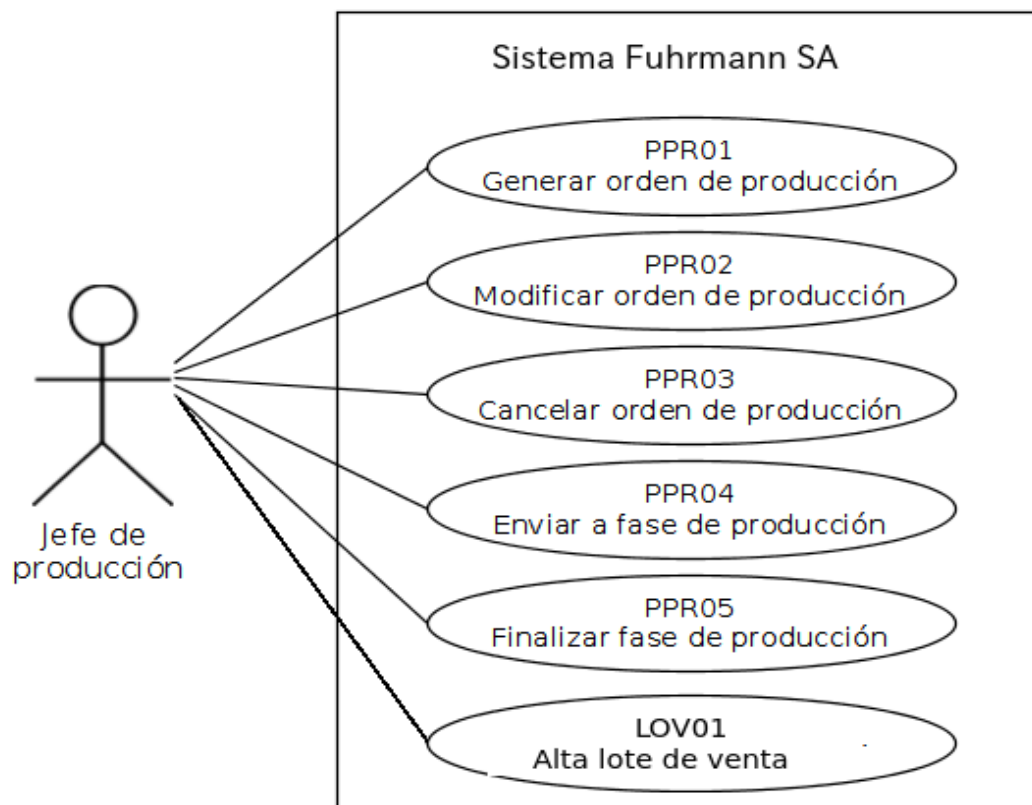 Sistema Fuhrmann SA
PPR01
Generar orden de producción
PPR02
Modificar orden de producción
PPR03
Cancelar orden de producción
PPR04
Enviar a fase de producción
Jefe de
producción
PPR05
Finalizar fase de producción
LOV01
Alta lote de venta